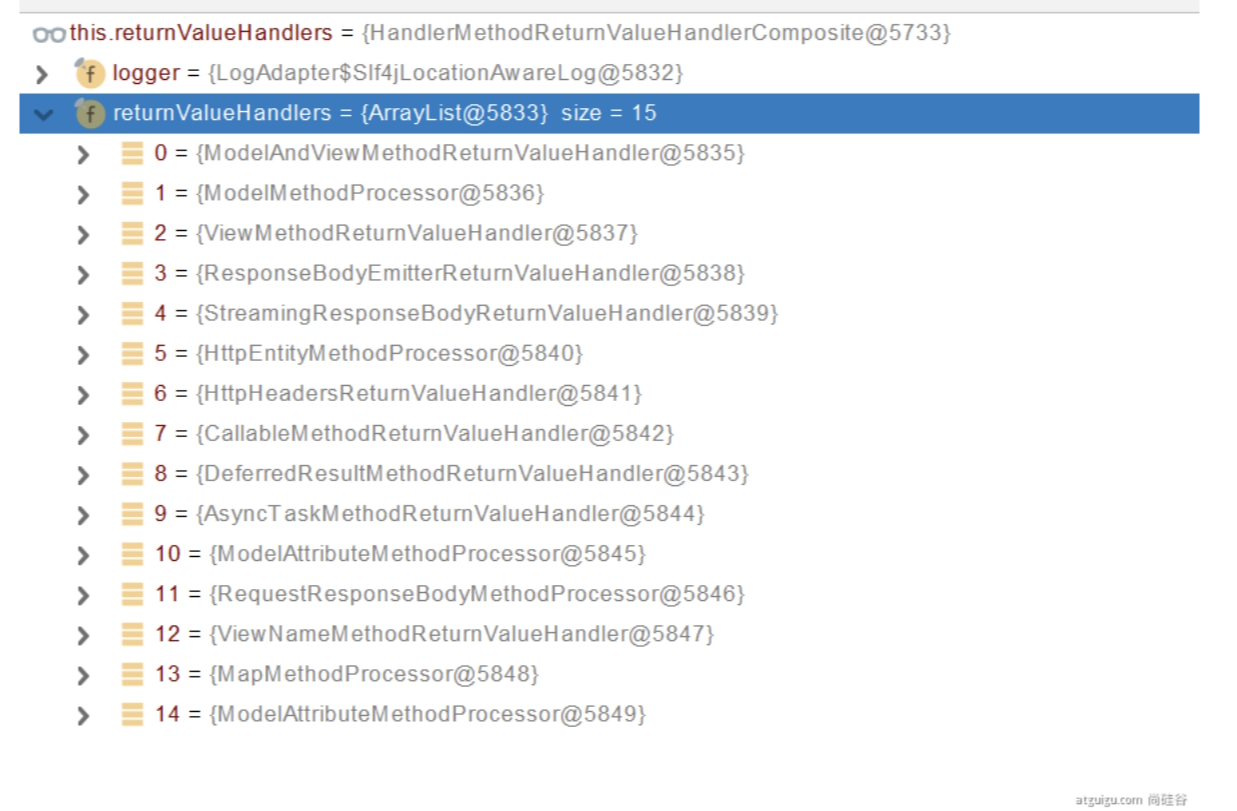 this.returnValueHandlers = {HandlerMethodReturnValueHandlerComposite@5733}
f logger = {LogAdapter$Slf4jLocationAwareLog@5832}
f returnValueHandlers = {ArrayList@5833} size = 15
0 = {ModelAndViewMethodReturnValueHandler@5835}
1 = {ModelMethodProcessor@5836}
2 = {ViewMethodReturnValueHandler@5837}
3 = {ResponseBodyEmitterReturnValueHandler@5838}
4 = {StreamingResponseBodyReturnValueHandler@5839}
5 = {HttpEntityMethodProcessor@5840}
6 = {HttpHeadersReturnValueHandler@5841}
7 = {CallableMethodReturnValueHandler@5842}
8 = {DeferredResultMethodReturnValueHandler@5843}
9 = {AsyncTaskMethodReturnValueHandler@5844}
10 = {ModelAttributeMethodProcessor@5845}
11 = {RequestResponseBodyMethodProcessor@5846}
12 = {ViewNameMethodReturnValueHandler@5847}
13 = {MapMethodProcessor@5848}
14 = {ModelAttributeMethodProcessor@5849}
atguigu.com 尚硅谷